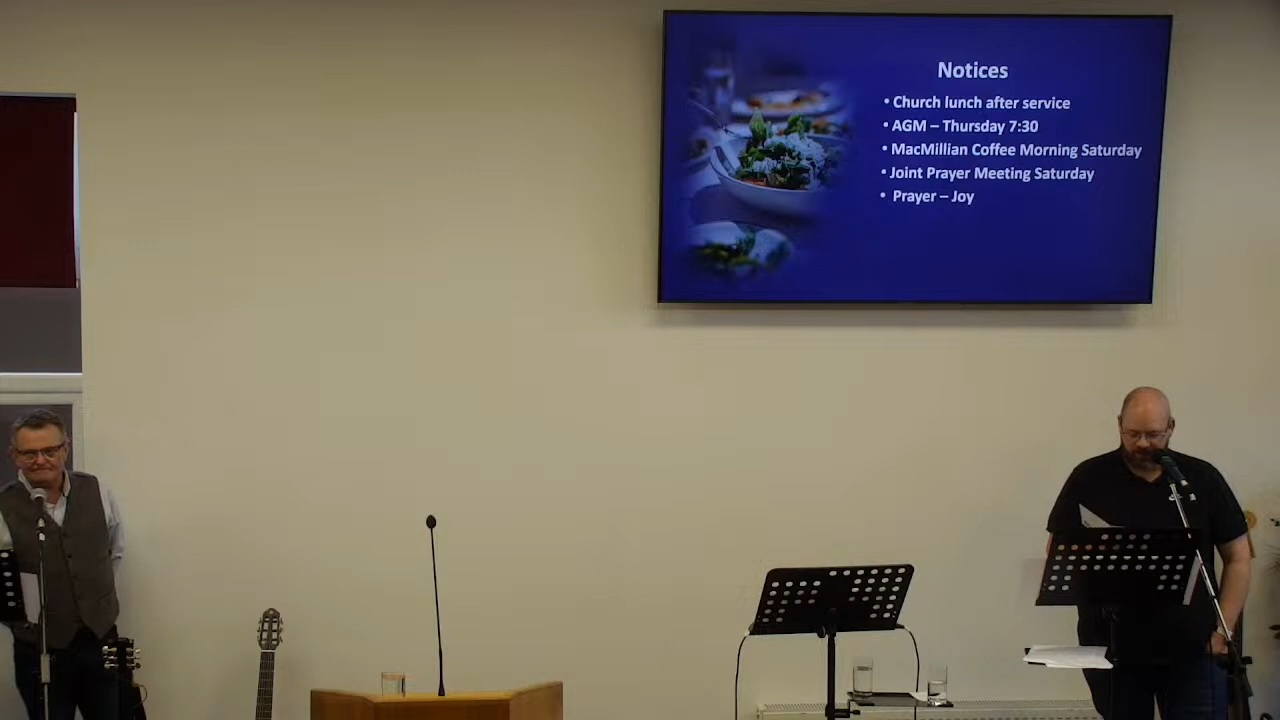 Notices
• Church lunch after service
• AGM – Thursday 7:30
• MacMillian Coffee Morning Saturday
• Joint Prayer Meeting Saturday
• Prayer – Joy